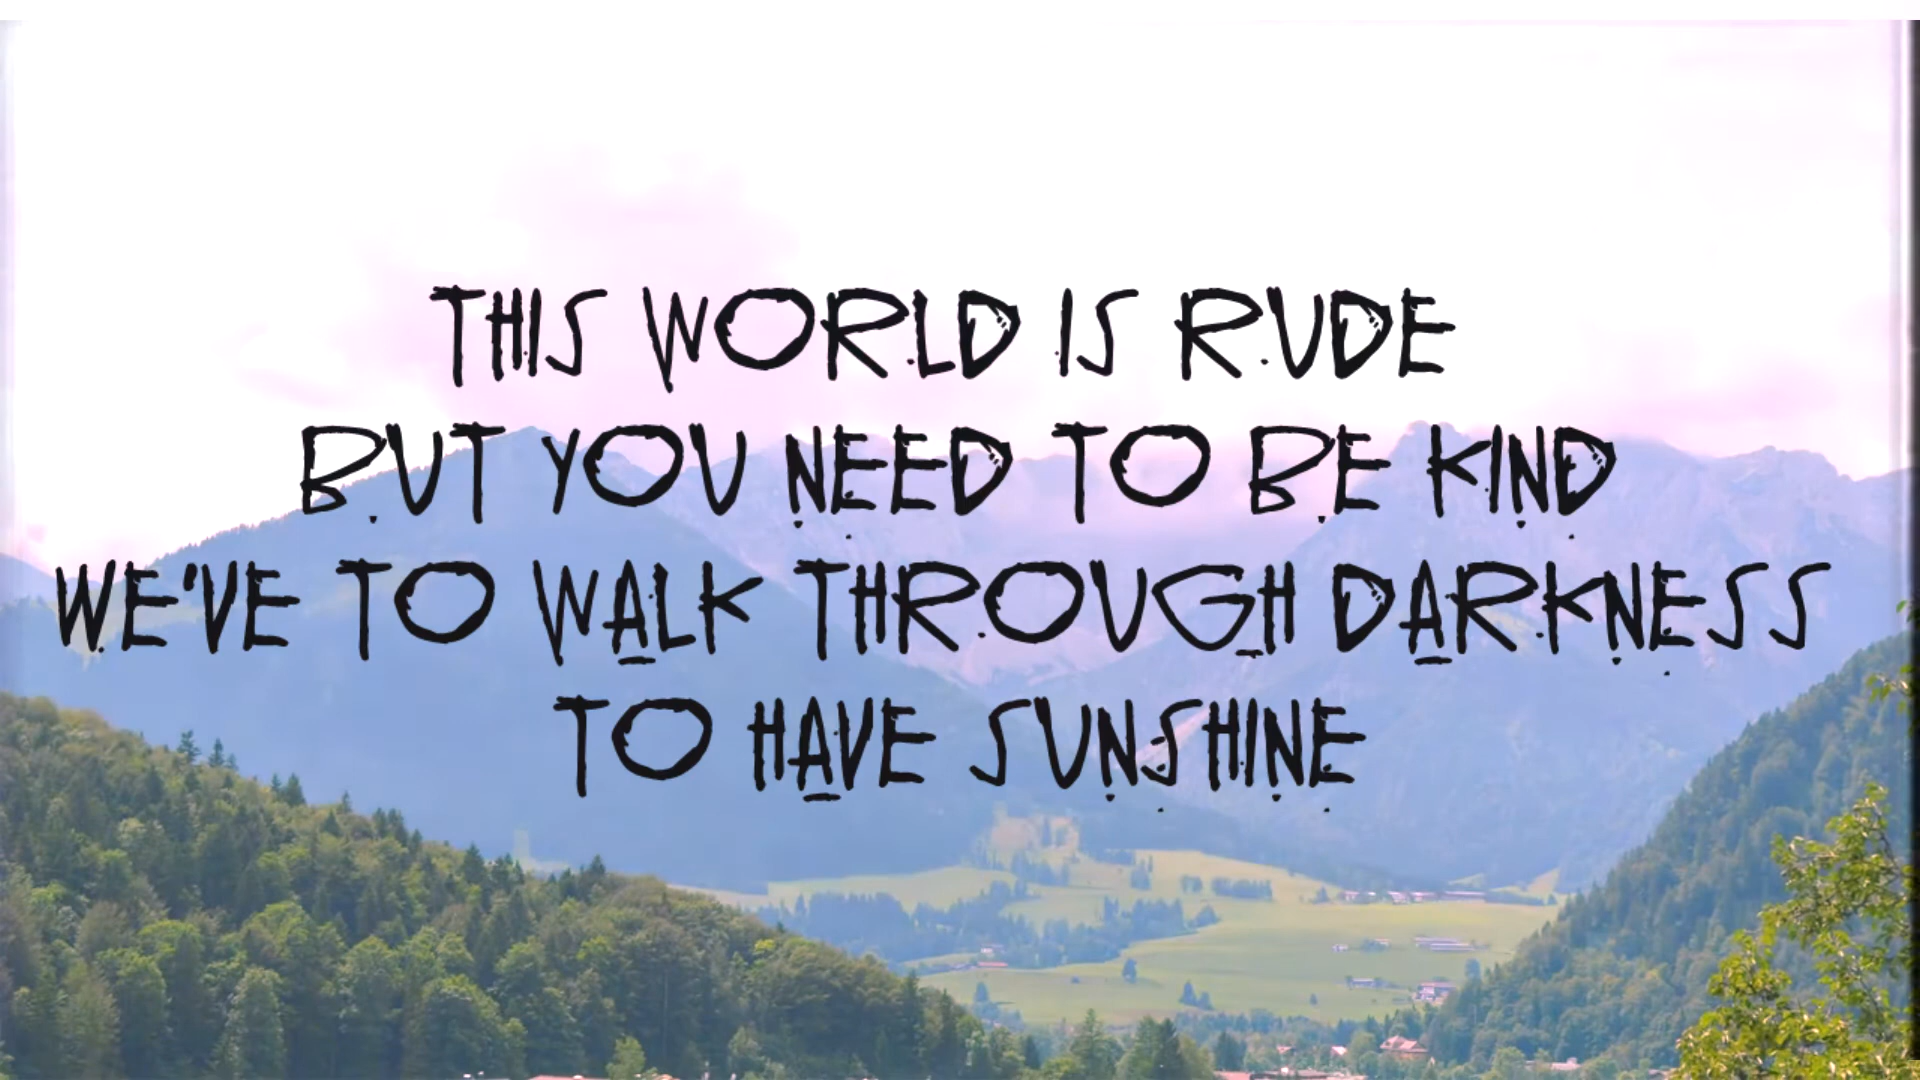 THIS WORLD IS RUDE
BUT YOU NEED TO BE KIND
WE'VE TO WALK THROUGH DARKNESS
TO HAVE SUNSHINE